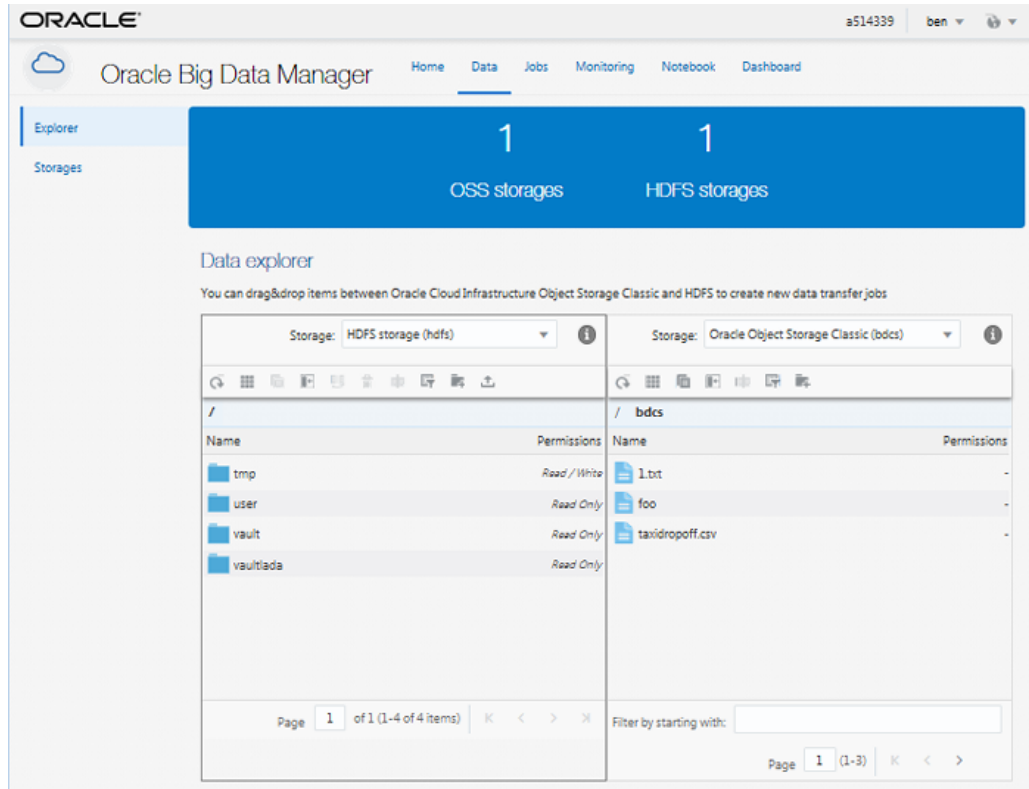 ORACLE
a514339 ben
Oracle Big Data Manager Home Data Jobs Monitoring Notebook Dashboard
Explorer
Storages
1 1
OSS storages HDFS storages
Data explorer
You can drag&drop items between Oracle Cloud Infrastructure Object Storage Classic and HDFS to create new data transfer jobs
Storage: HDFS storage (hdfs)
/
Name Permissions
tmp Read / White
user Read Only
vault Read Only
vaultlada Read Only
Page 1 of 1 (1-4 of 4 items)
Storage: Oracle Object Storage Classic (bdcs)
/ bdcs
Name Permissions
1.txt -
foo -
taxidropoff.csv -
Filter by starting with:
Page 1 (1-3)